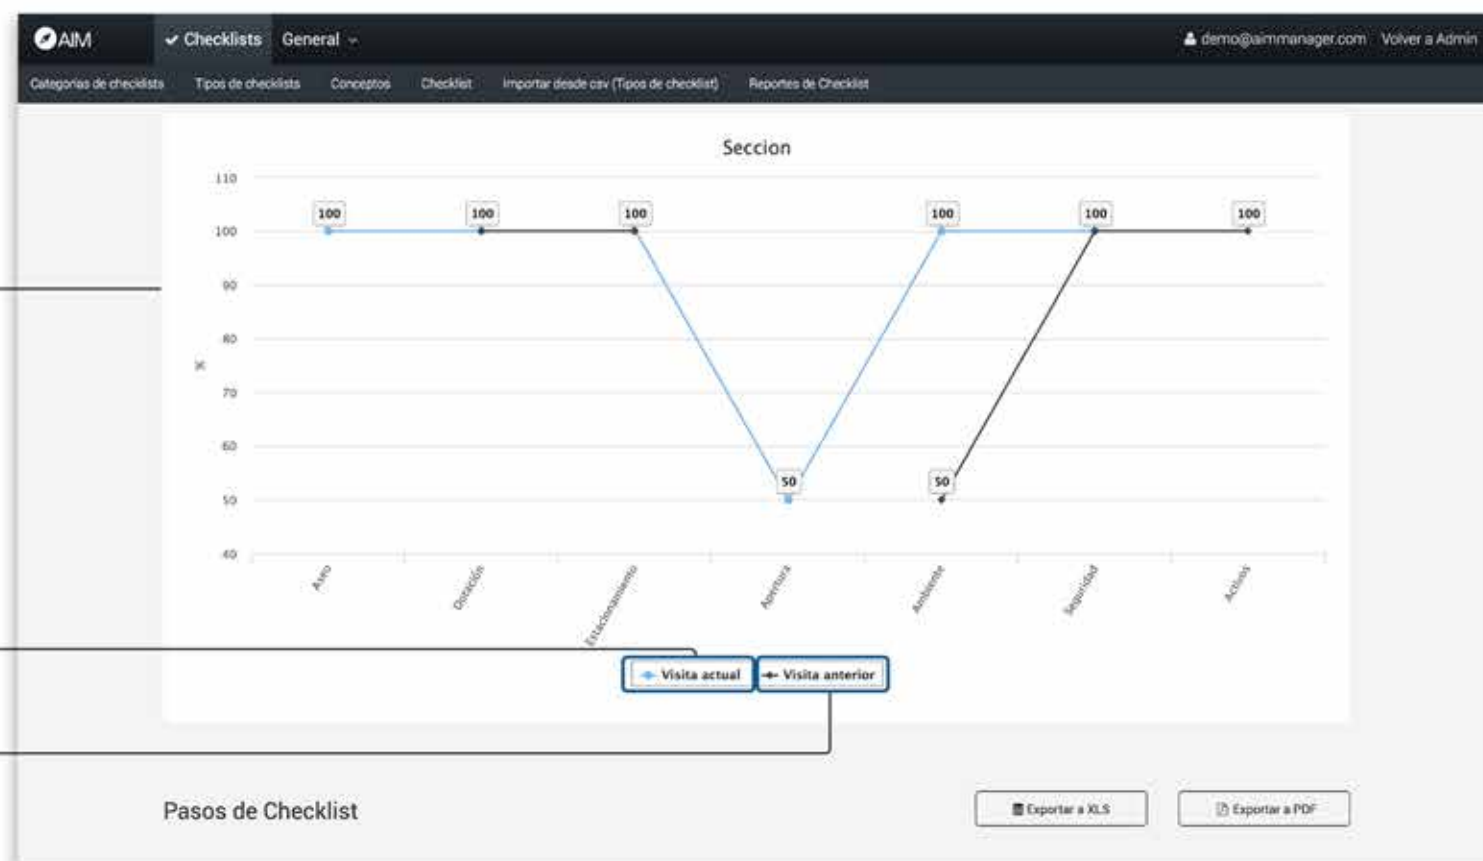 AIM
Checklists General
demo@aimmanager.com Volver a Admin
Categorías de checklists Tipos de checklists Conceptos Checklist Importar desde csv (Tipos de checklist) Reportes de Checklist
Seccion
110
100 100 100 100 100 100
100
90
80
%
70
60
50 50
50
40
Aseo Dotación Estacionamiento Apertura Ambiente Seguridad Activos
Visita actual Visita anterior
Pasos de Checklist
Exportar a XLS Exportar a PDF